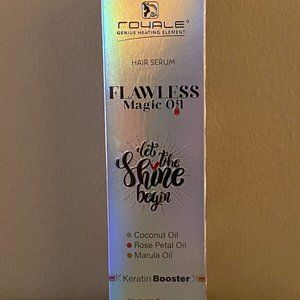 ROYALE
GENIUS HEATING ELEMENT
HAIR SERUM
FLAWLESS
Magic Oil
let the
Shine
begin
Coconut Oil
Rose Petal Oil
Marula Oil
Keratin Booster